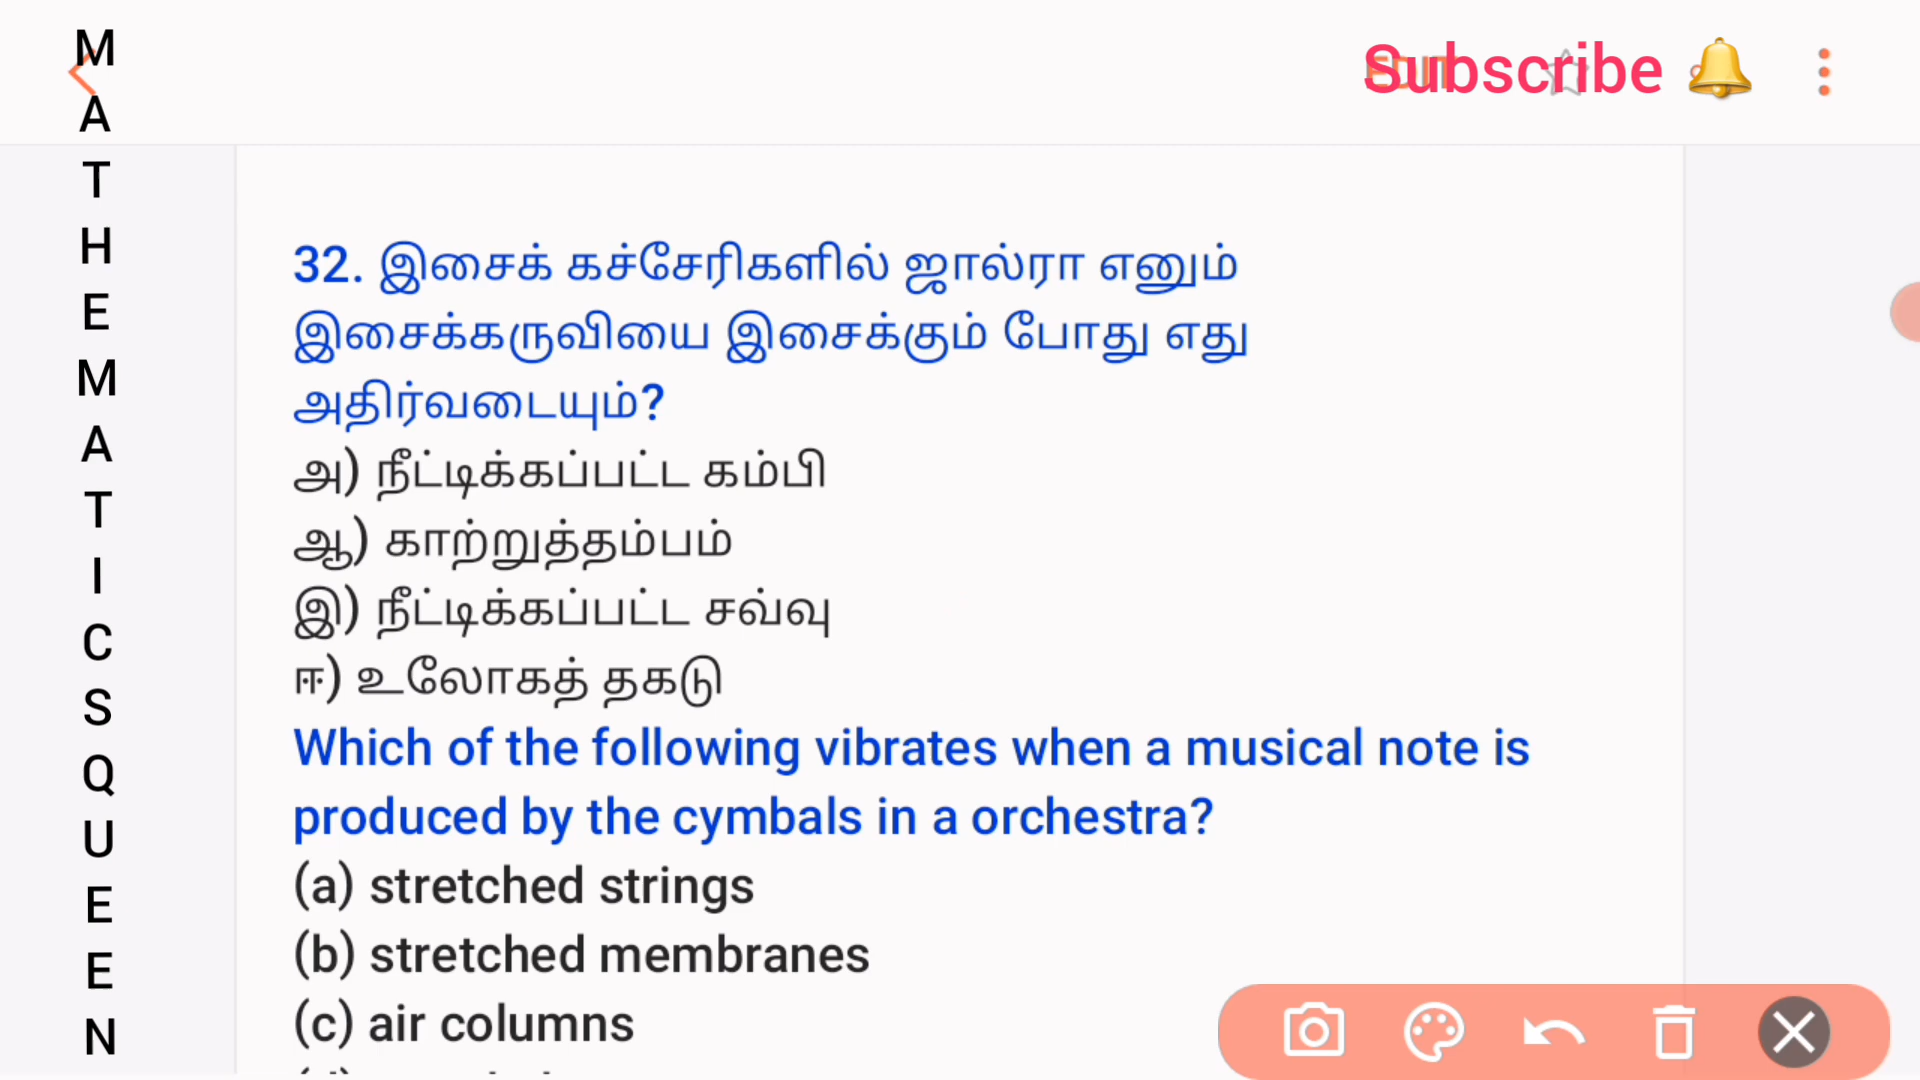 MATHEMATICSQUEEN
Subscribe 🔔
32. இசைக் கச்சேரிகளில் ஜால்ரா எனும்
இசைக்கருவியை இசைக்கும் போது எது
அதிர்வடையும்?
அ) நீட்டிக்கப்பட்ட கம்பி
ஆ) காற்றுத்தம்பம்
இ) நீட்டிக்கப்பட்ட சவ்வு
ஈ) உலோகத் தகடு
Which of the following vibrates when a musical note is
produced by the cymbals in a orchestra?
(a) stretched strings
(b) stretched membranes
(c) air columns